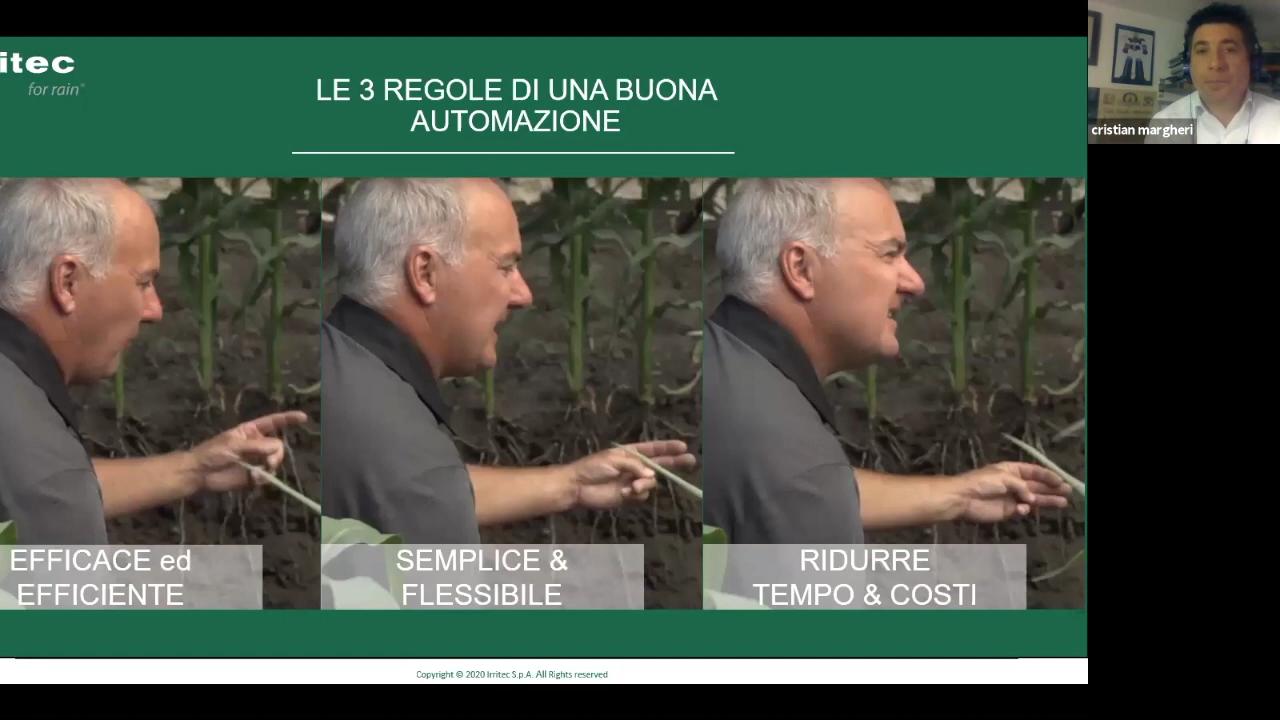 itec
for rain®
LE 3 REGOLE DI UNA BUONA
AUTOMAZIONE
cristian margheri
EFFICACE ed
EFFICIENTE
SEMPLICE &
FLESSIBILE
RIDURRE
TEMPO & COSTI
Copyright © 2020 Irritec S.p.A. All Rights reserved